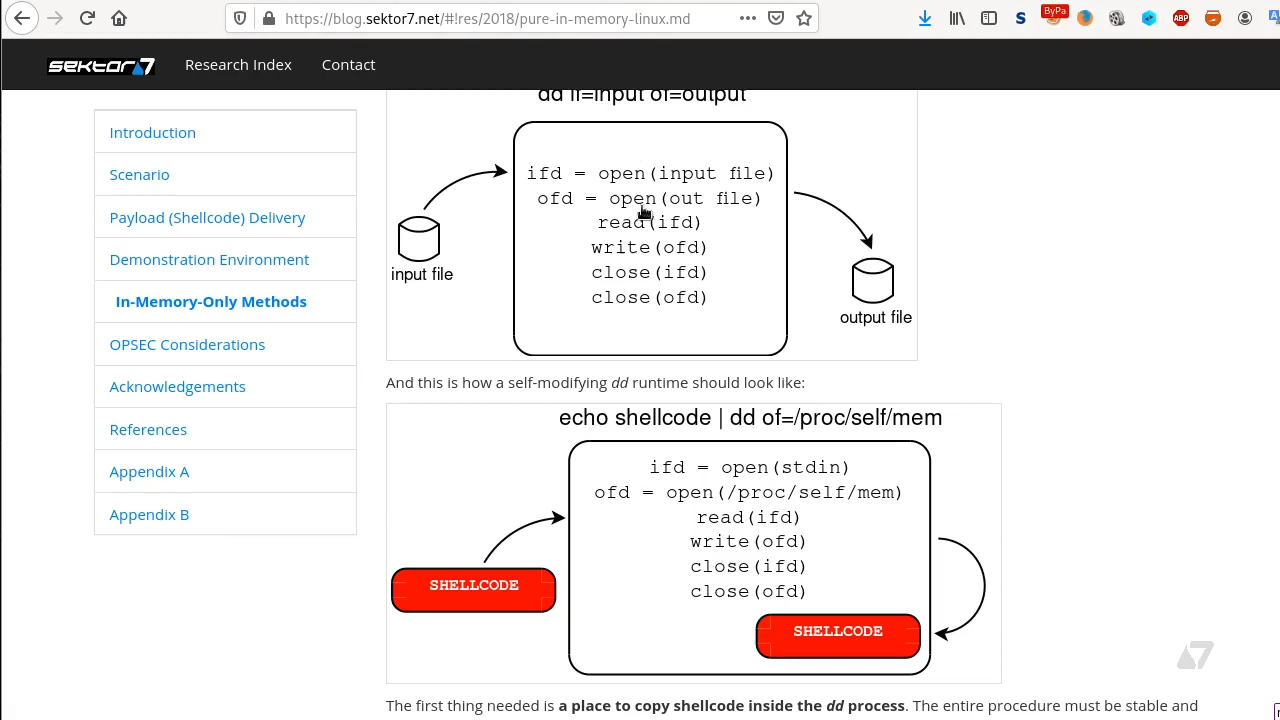 https://blog.sektor7.net/#!res/2018/pure-in-memory-linux.md
ByPa
S
ABP
SEKTOR7
Research Index
Contact
Introduction
Scenario
Payload (Shellcode) Delivery
Demonstration Environment
In-Memory-Only Methods
OPSEC Considerations
Acknowledgements
References
Appendix A
Appendix B
dd if=input of=output
ifd = open(input file)
ofd = open(out file)
read(ifd)
write(ofd)
close(ifd)
close(ofd)
input file
output file
And this is how a self-modifying dd runtime should look like:
echo shellcode | dd of=/proc/self/mem
ifd = open(stdin)
ofd = open(/proc/self/mem)
read(ifd)
write(ofd)
close(ifd)
close(ofd)
SHELLCODE
SHELLCODE
7
The first thing needed is a place to copy shellcode inside the dd process. The entire procedure must be stable and